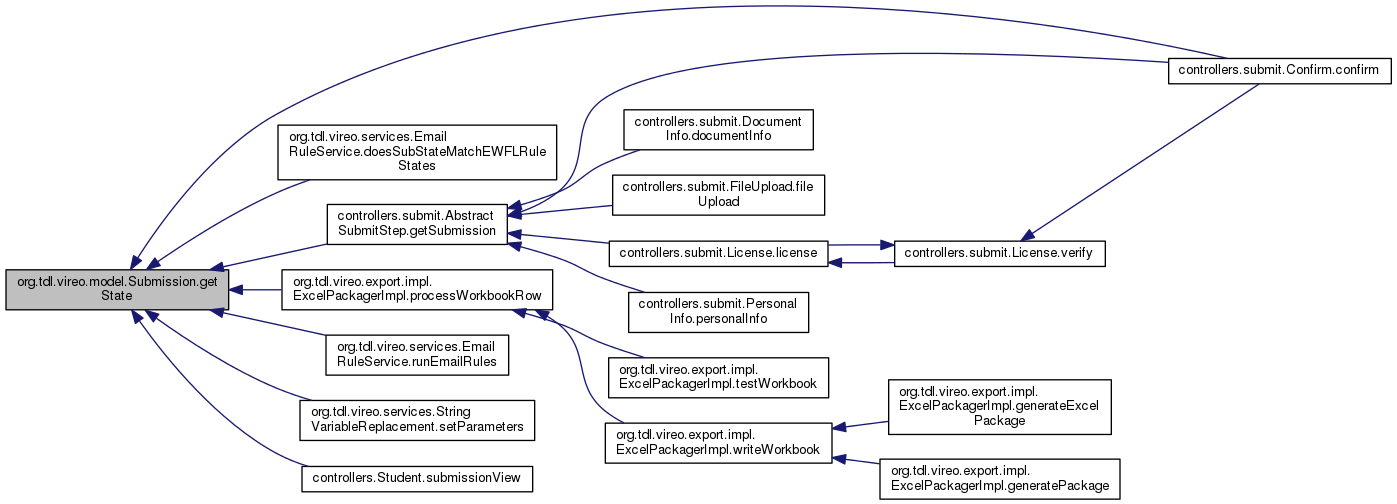 org.tdl.vireo.model.Submission.get
State
controllers.submit.Confirm.confirm
org.tdl.vireo.services.Email
RuleService.doesSubStateMatchEWFLRule
States
controllers.submit.Abstract
SubmitStep.getSubmission
controllers.submit.Document
Info.documentInfo
controllers.submit.FileUpload.file
Upload
controllers.submit.License.license
controllers.submit.License.verify
controllers.submit.Personal
Info.personalInfo
org.tdl.vireo.export.impl.
ExcelPackagerImpl.processWorkbookRow
org.tdl.vireo.export.impl.
ExcelPackagerImpl.testWorkbook
org.tdl.vireo.export.impl.
ExcelPackagerImpl.writeWorkbook
org.tdl.vireo.export.impl.
ExcelPackagerImpl.generateExcel
Package
org.tdl.vireo.export.impl.
ExcelPackagerImpl.generatePackage
org.tdl.vireo.services.Email
RuleService.runEmailRules
org.tdl.vireo.services.String
VariableReplacement.setParameters
controllers.Student.submissionView